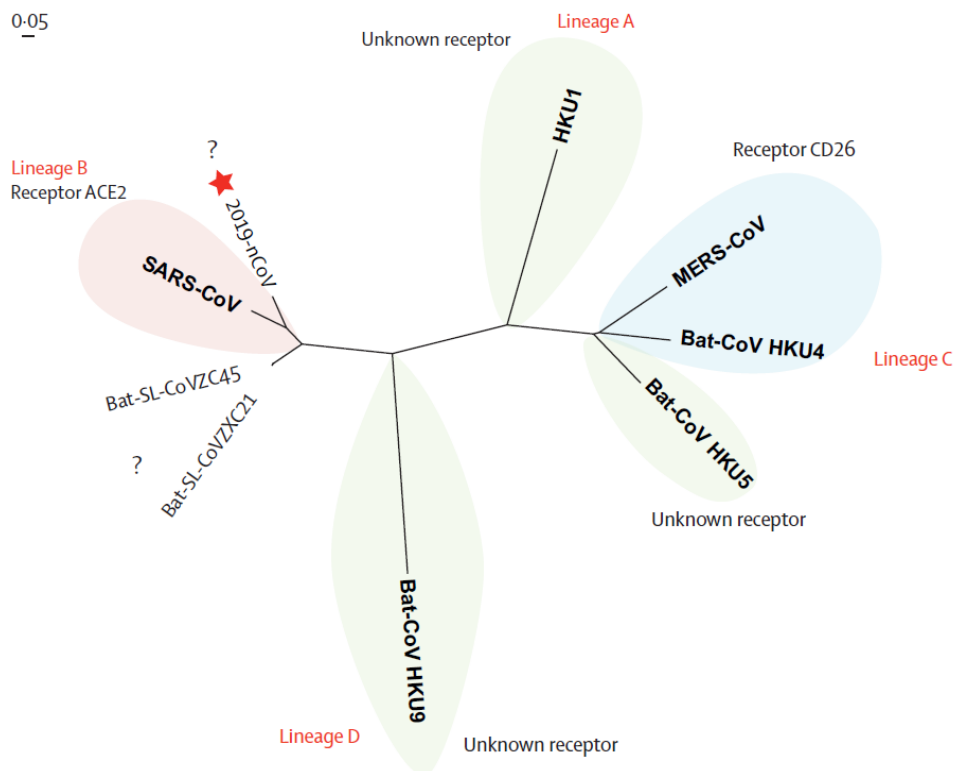 0·05
Lineage A
Unknown receptor
HKU1
?
Lineage B
Receptor ACE2
2019-nCoV
SARS-CoV
Receptor CD26
MERS-CoV
Bat-CoV HKU4
Lineage C
Bat-SL-CoVZC45
Bat-SL-CoVZXC21
?
Bat-CoV HKU5
Unknown receptor
Bat-CoV HKU9
Lineage D
Unknown receptor